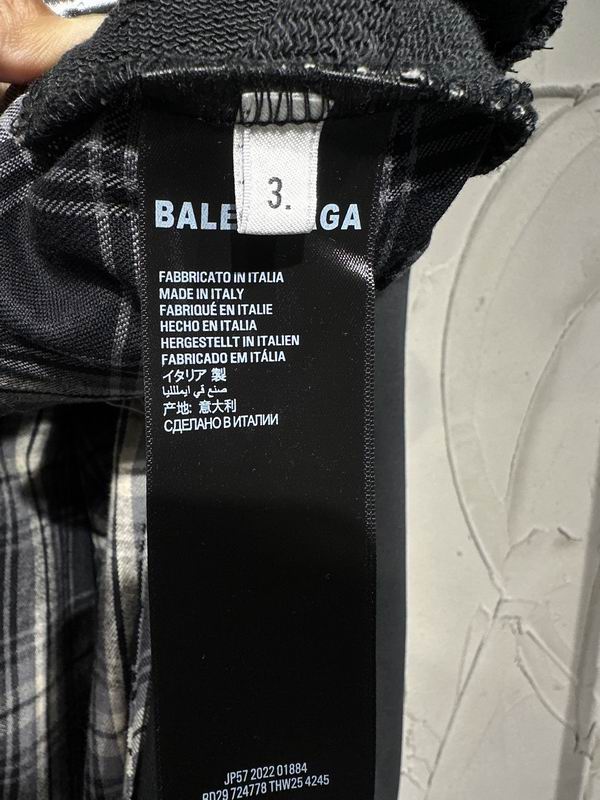 3.
BALE GA
FABBRICATO IN ITALIA
MADE IN ITALY
FABRIQUÉ EN ITALIE
HECHO EN ITALIA
HERGESTELLT IN ITALIEN
FABRICADO EM ITÁLIA
イタリア 製
صنع في ايطاليا
产地: 意大利
СДЕЛАНО В ИТАЛИИ
JP57 2022 01884
RD29 724778 THW25 4245